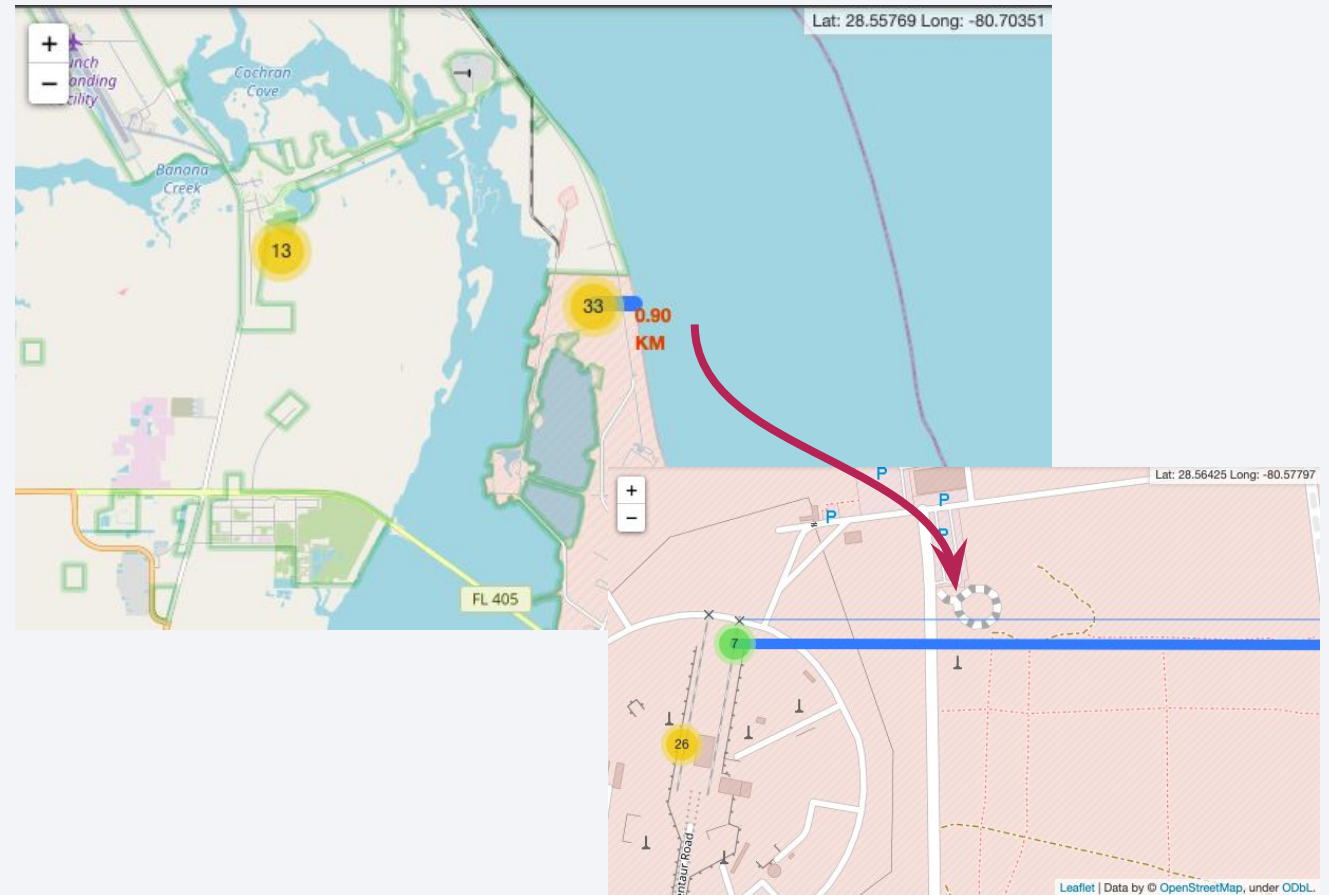 Lat: 28.55769 Long: -80.70351
+
−
Cochran
Cove
Banana
Creek
13
33
0.90
KM
FL 405
Lat: 28.56425 Long: -80.57797
+
−
P
P
P
P
7
26
Road
Leaflet | Data by © OpenStreetMap, under ODbL.